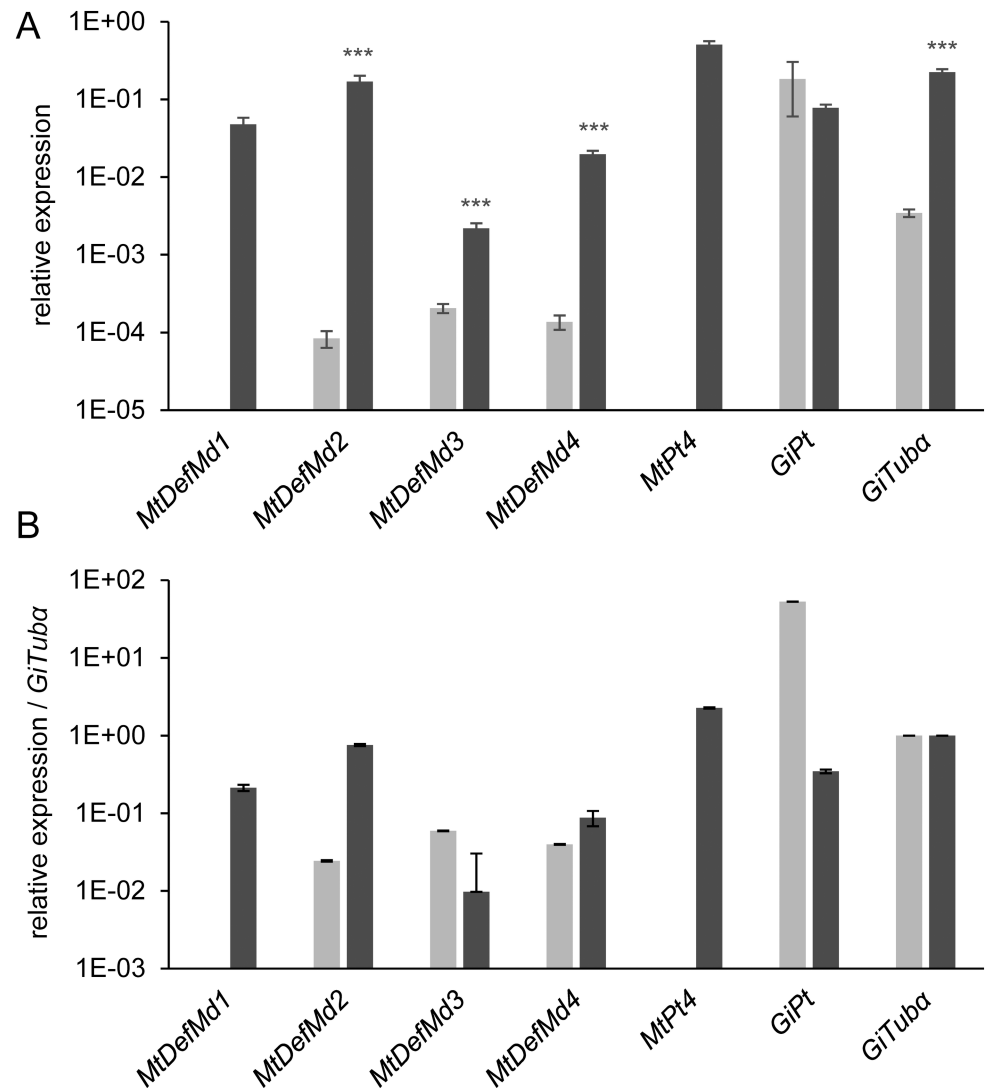 A
1E+00
1E-01
1E-02
1E-03
1E-04
1E-05
relative expression
***
***
***
***
MtDefMd1
MtDefMd2
MtDefMd3
MtDefMd4
MtPt4
GiPt
GiTubα
B
1E+02
1E+01
1E+00
1E-01
1E-02
1E-03
relative expression / GiTubα
MtDefMd1
MtDefMd2
MtDefMd3
MtDefMd4
MtPt4
GiPt
GiTubα